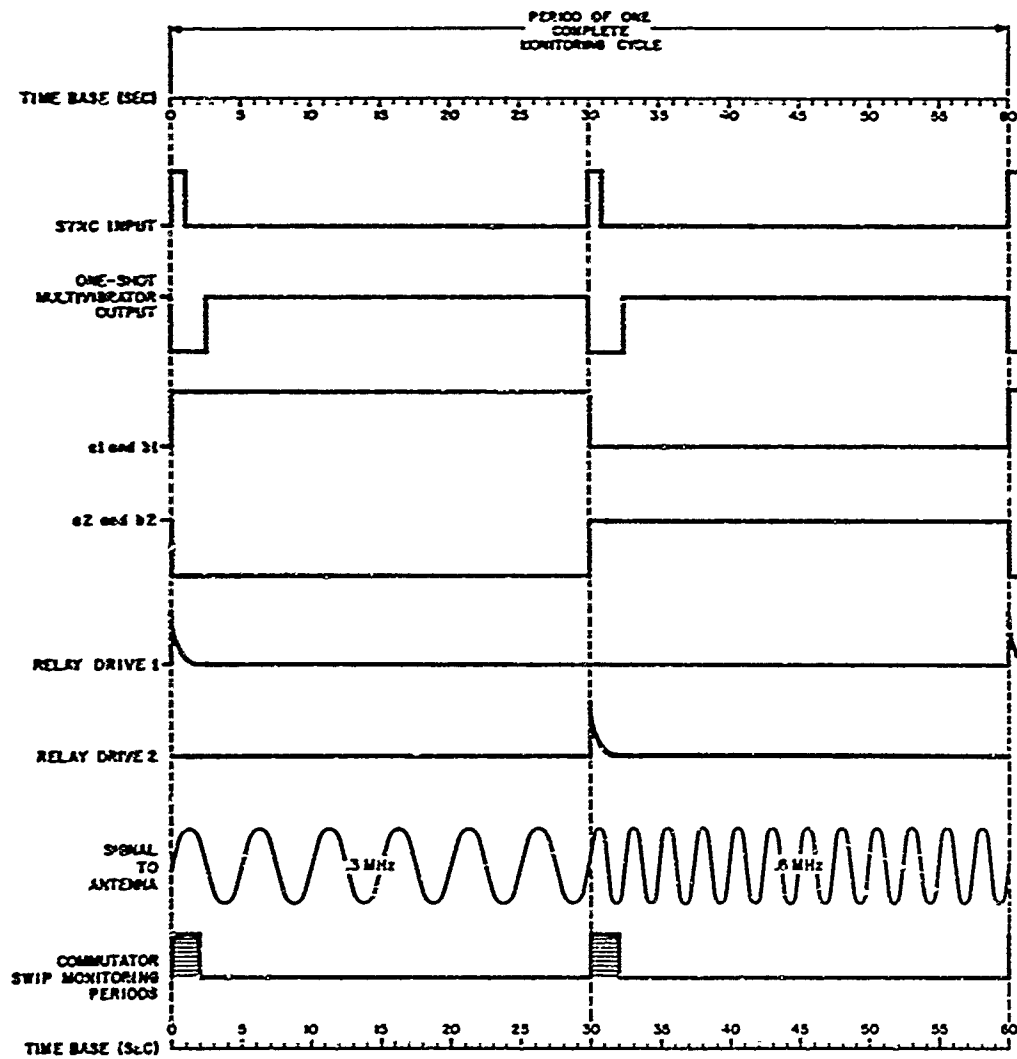 PERIOD OF ONE
COMPLETE
MONITORING CYCLE
TIME BASE (SEC)
0 5 10 15 20 25 30 35 40 45 50 55 60
SYNC INPUT
ONE-SHOT
MULTIVIBRATOR
OUTPUT
and b1
and b2
RELAY DRIVE 1
RELAY DRIVE 2
SIGNAL
TO
ANTENNA
.3 MHz
.6 MHz
COMMUTATOR
SWIP MONITORING
PERIODS
0 5 10 15 20 25 30 35 40 45 50 55 60
TIME BASE (SEC)